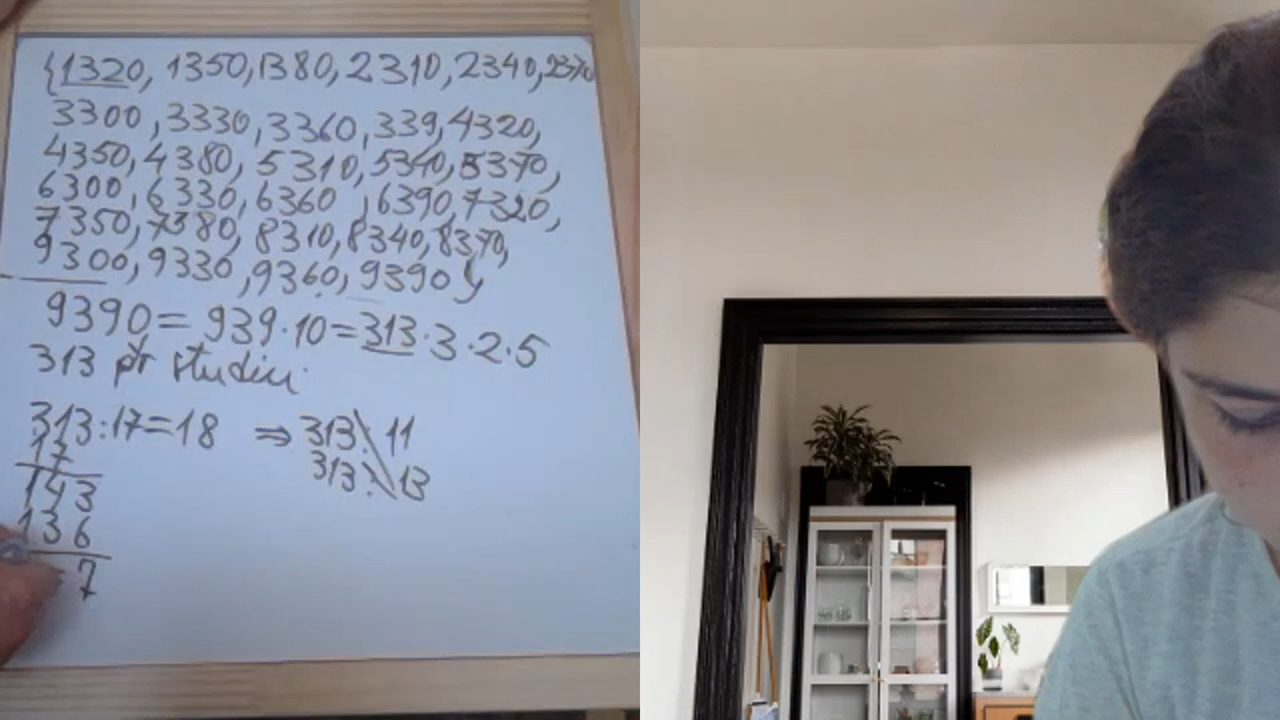 {1320, 1350, 1380, 2310, 2340, 2370
3300, 3330, 3360, 339, 4320,
4350, 4380, 5310, 5340, 5370,
6300, 6330, 6360, 6390, 7320,
7350, 7380, 8310, 8340, 8370,
9300, 9330, 9360, 9390}
9390 = 939·10 = 313·3·2·5
313
313:17=18 ⇒ 313 ⋮̸ 11
17 313 ⋮̸ 13
143
136
7